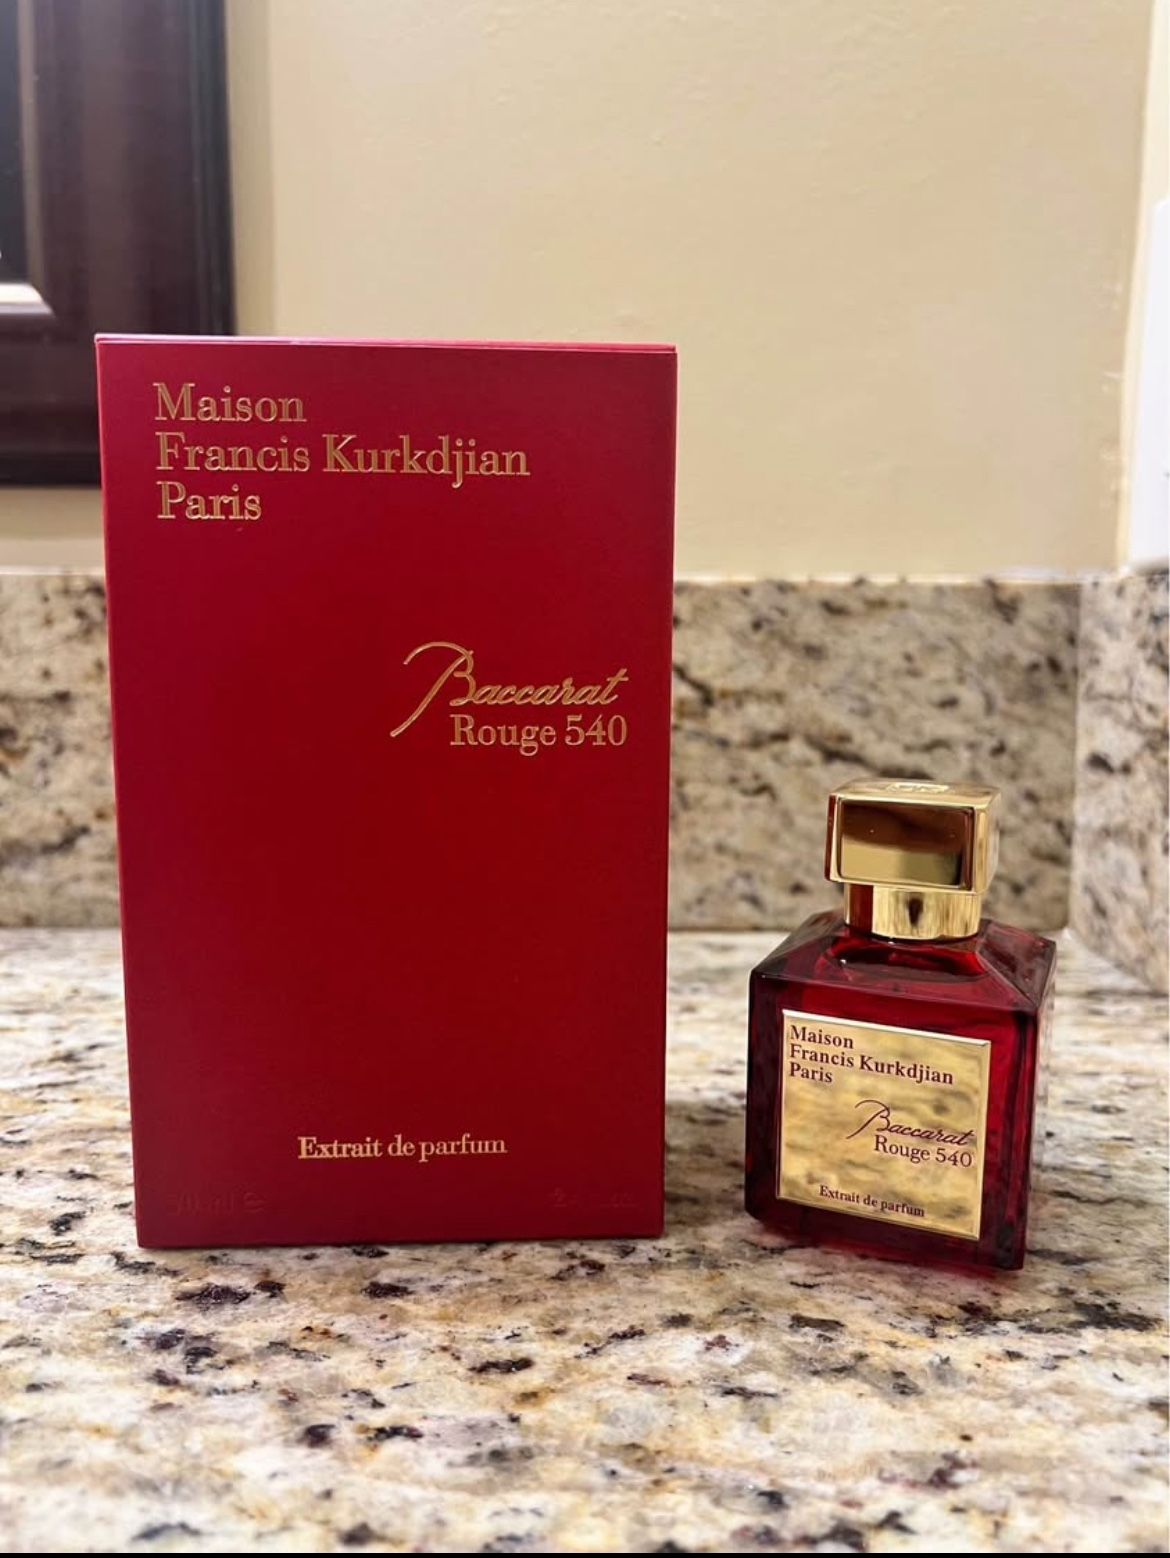 Maison
Francis Kurkdjian
Paris
Baccarat
Rouge 540
Extrait de parfum
Maison
Francis Kurkdjian
Paris
Baccarat
Rouge 540
Extrait de parfum